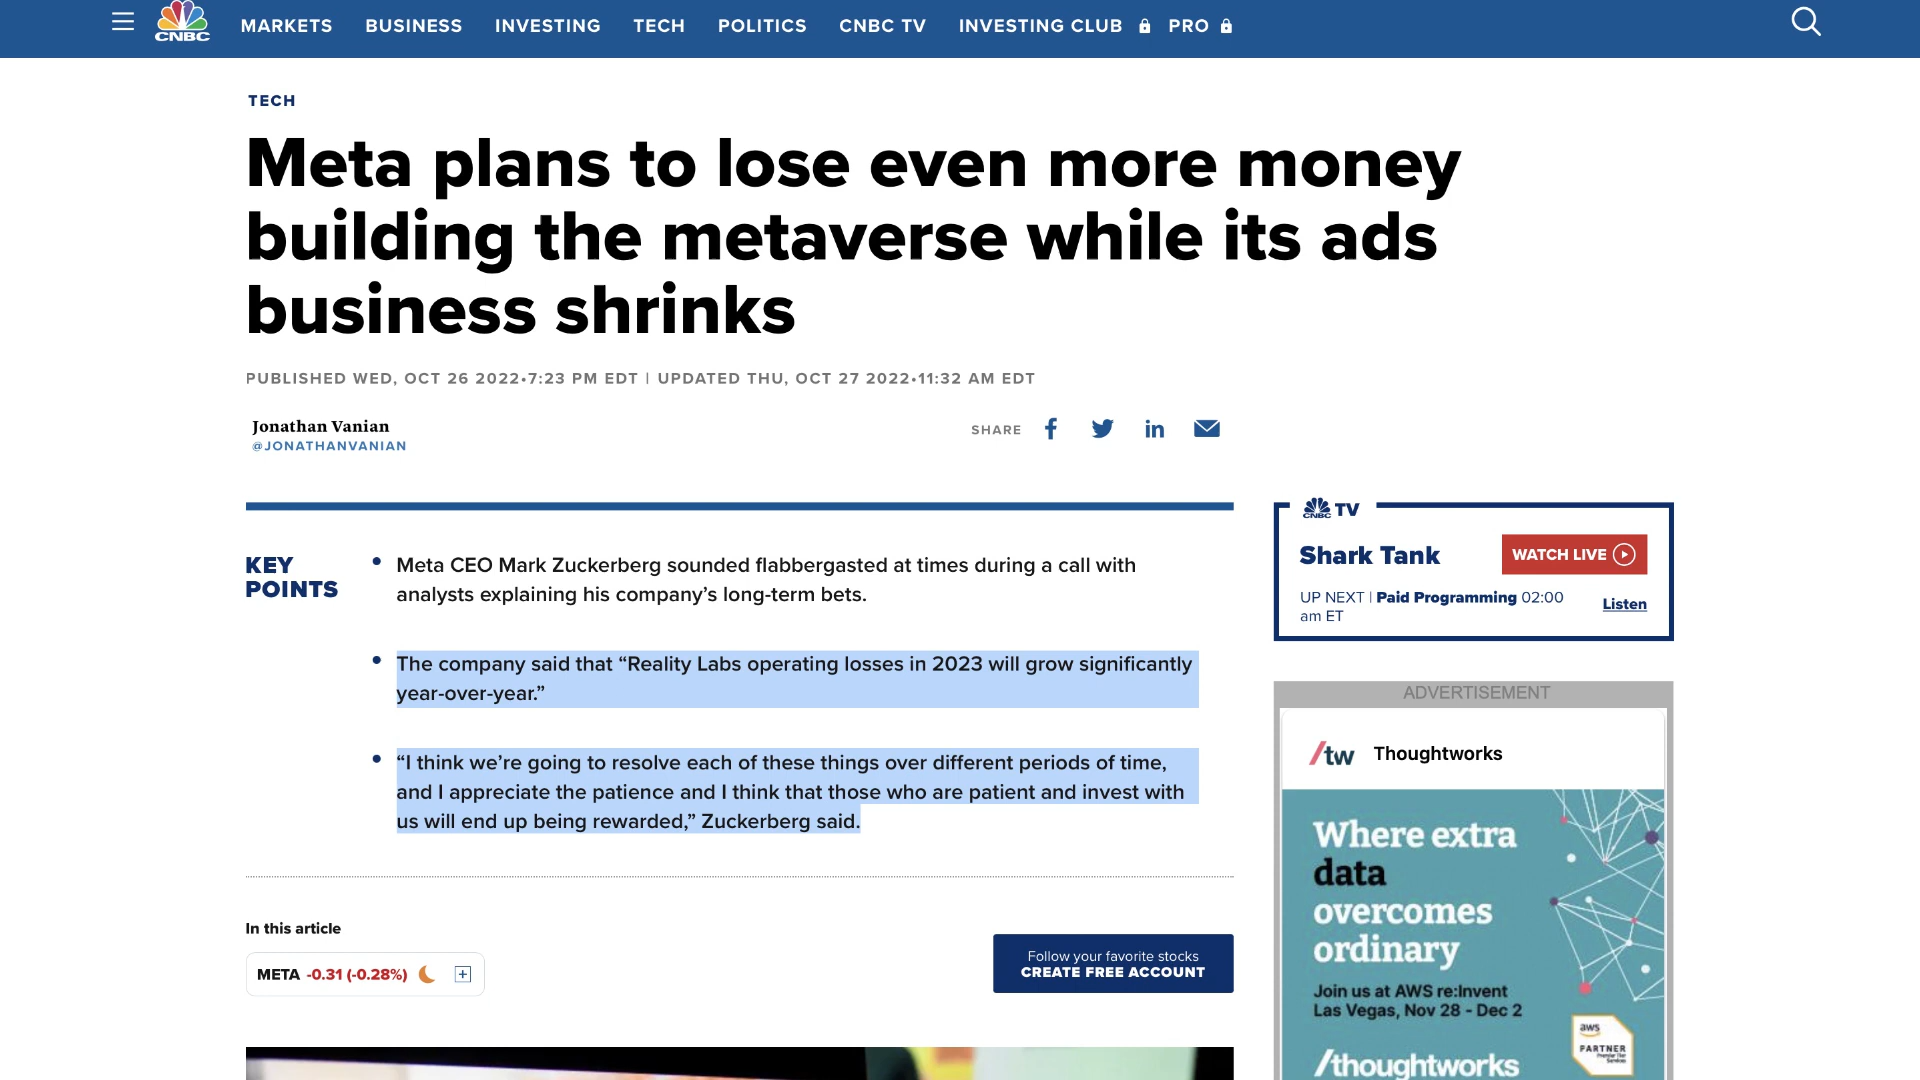 CNBC
MARKETS BUSINESS INVESTING TECH POLITICS CNBC TV INVESTING CLUB PRO
TECH
Meta plans to lose even more money
building the metaverse while its ads
business shrinks
PUBLISHED WED, OCT 26 2022•7:23 PM EDT | UPDATED THU, OCT 27 2022•11:32 AM EDT
Jonathan Vanian
@JONATHANVANIAN
SHARE
KEY
POINTS
• Meta CEO Mark Zuckerberg sounded flabbergasted at times during a call with
analysts explaining his company’s long-term bets.
• The company said that “Reality Labs operating losses in 2023 will grow significantly
year-over-year.”
• “I think we’re going to resolve each of these things over different periods of time,
and I appreciate the patience and I think that those who are patient and invest with
us will end up being rewarded,” Zuckerberg said.
In this article
META -0.31 (-0.28%)
Follow your favorite stocks
CREATE FREE ACCOUNT
CNBC TV
Shark Tank
WATCH LIVE
UP NEXT | Paid Programming 02:00
am ET
Listen
ADVERTISEMENT
/tw Thoughtworks
Where extra
data
overcomes
ordinary
Join us at AWS re:Invent
Las Vegas, Nov 28 - Dec 2
aws
PARTNER
Premier Tier
Services
/thoughtworks